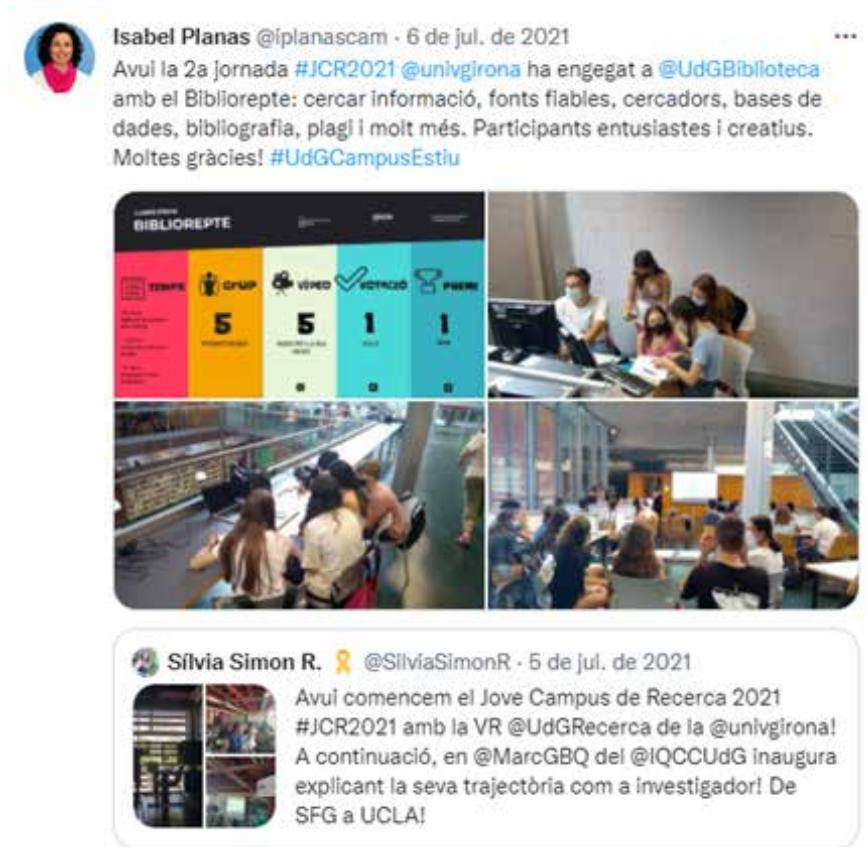 Isabel Planas @iplanascam · 6 de jul. de 2021
Avui la 2a jornada #JCR2021 @univgirona ha engegat a @UdGBiblioteca
amb el Bibliorepte: cercar informació, fonts fiables, cercadors, bases de
dades, bibliografia, plagi i molt més. Participants entusiastes i creatius.
Moltes gràcies! #UdGCampusEstiu
BIBLIOREPTE
TEMPS GRUP VÍDEO VOTACIÓ PREMI
5 5 1 1
Sílvia Simon R. @SilviaSimonR · 5 de jul. de 2021
Avui comencem el Jove Campus de Recerca 2021
#JCR2021 amb la VR @UdGRecerca de la @univgirona!
A continuació, en @MarcGBQ del @IQCCUdG inaugura
explicant la seva trajectòria com a investigador! De
SFG a UCLA!